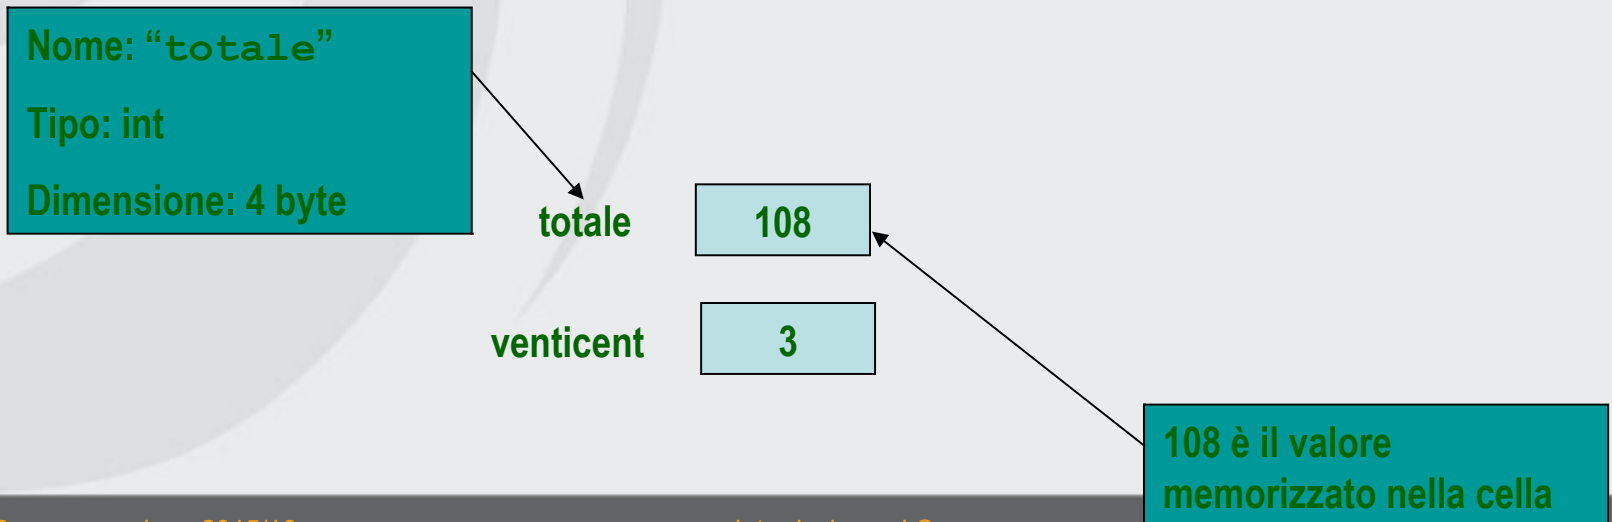 Nome: “totale”
Tipo: int
Dimensione: 4 byte
totale 108
venticent 3
108 è il valore
memorizzato nella cella